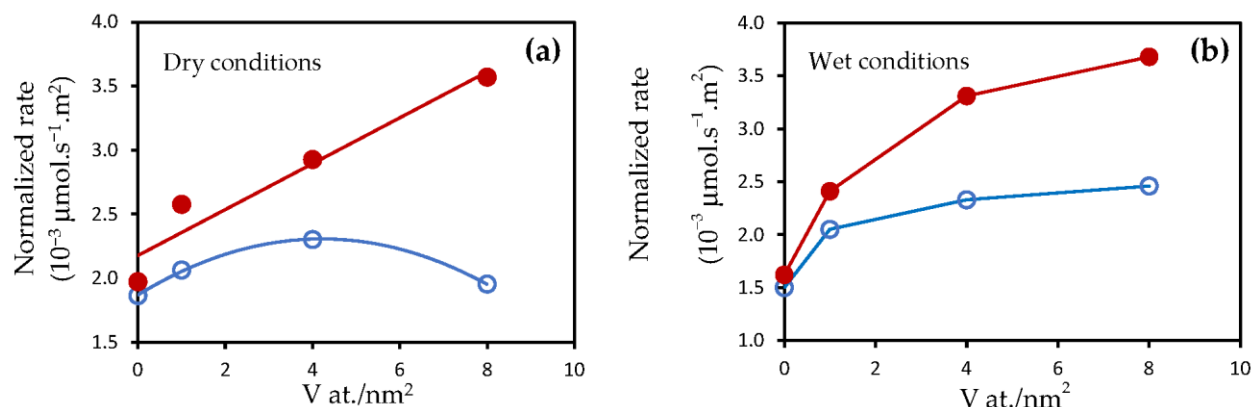 (a)
Dry conditions
Normalized rate
(10⁻³ μmol.s⁻¹.m²)
4.0
3.5
3.0
2.5
2.0
1.5
0
2
4
6
8
10
V at./nm²
(b)
Wet conditions
Normalized rate
(10⁻³ μmol.s⁻¹.m²)
4.0
3.5
3.0
2.5
2.0
1.5
1.0
0
2
4
6
8
10
V at./nm²